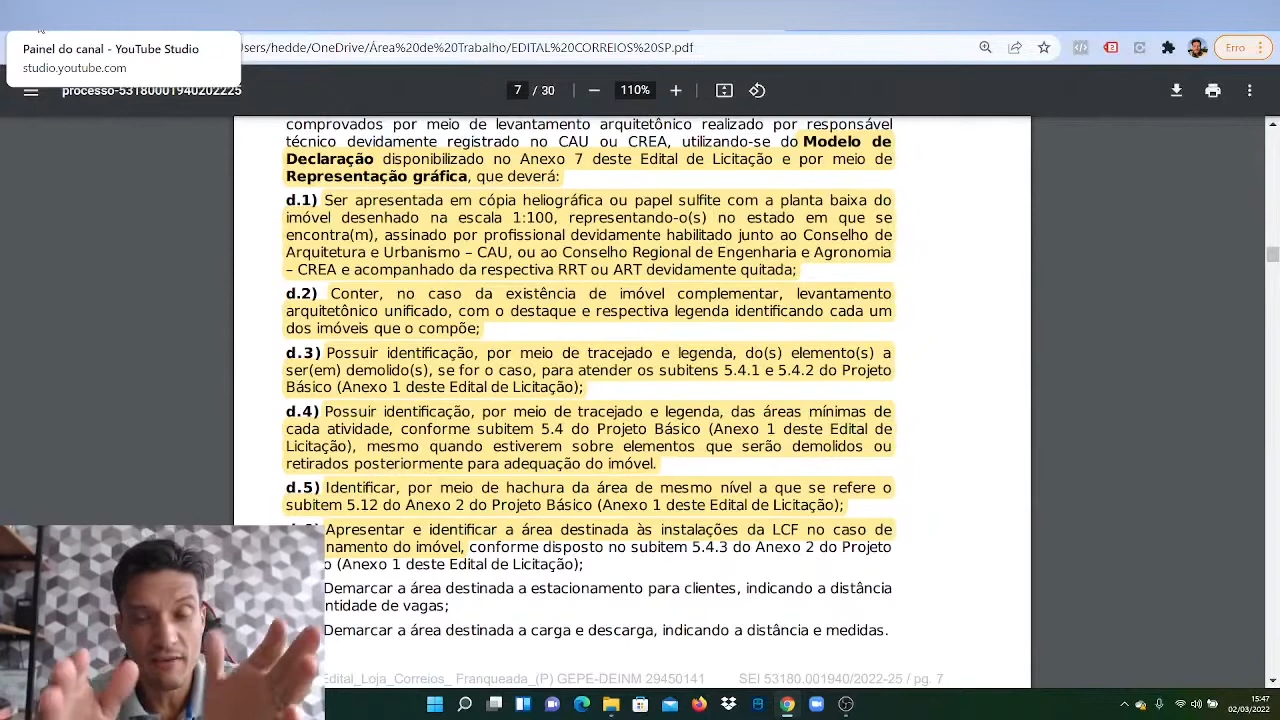 Painel do canal - YouTube Studio
studio.youtube.com
sers/hedde/OneDrive/Área%20de%20Trabalho/EDITAL%20CORREIOS%20SP.pdf
Erro
processo-53180001940202225
7 / 30
110%
comprovados por meio de levantamento arquitetônico realizado por responsável
técnico devidamente registrado no CAU ou CREA, utilizando-se do Modelo de
Declaração disponibilizado no Anexo 7 deste Edital de Licitação e por meio de
Representação gráfica, que deverá:
d.1) Ser apresentada em cópia heliográfica ou papel sulfite com a planta baixa do
imóvel desenhado na escala 1:100, representando-o(s) no estado em que se
encontra(m), assinado por profissional devidamente habilitado junto ao Conselho de
Arquitetura e Urbanismo – CAU, ou ao Conselho Regional de Engenharia e Agronomia
– CREA e acompanhado da respectiva RRT ou ART devidamente quitada;
d.2) Conter, no caso da existência de imóvel complementar, levantamento
arquitetônico unificado, com o destaque e respectiva legenda identificando cada um
dos imóveis que o compõe;
d.3) Possuir identificação, por meio de tracejado e legenda, do(s) elemento(s) a
ser(em) demolido(s), se for o caso, para atender os subitens 5.4.1 e 5.4.2 do Projeto
Básico (Anexo 1 deste Edital de Licitação);
d.4) Possuir identificação, por meio de tracejado e legenda, das áreas mínimas de
cada atividade, conforme subitem 5.4 do Projeto Básico (Anexo 1 deste Edital de
Licitação), mesmo quando estiverem sobre elementos que serão demolidos ou
retirados posteriormente para adequação do imóvel.
d.5) Identificar, por meio de hachura da área de mesmo nível a que se refere o
subitem 5.12 do Anexo 2 do Projeto Básico (Anexo 1 deste Edital de Licitação);
Apresentar e identificar a área destinada às instalações da LCF no caso de
namento do imóvel, conforme disposto no subitem 5.4.3 do Anexo 2 do Projeto
o (Anexo 1 deste Edital de Licitação);
Demarcar a área destinada a estacionamento para clientes, indicando a distância
ntidade de vagas;
Demarcar a área destinada a carga e descarga, indicando a distância e medidas.
Edital_Loja_Correios_ Franqueada_(P) GEPE-DEINM 29450141 SEI 53180.001940/2022-25 / pg. 7
15:47
02/03/2022